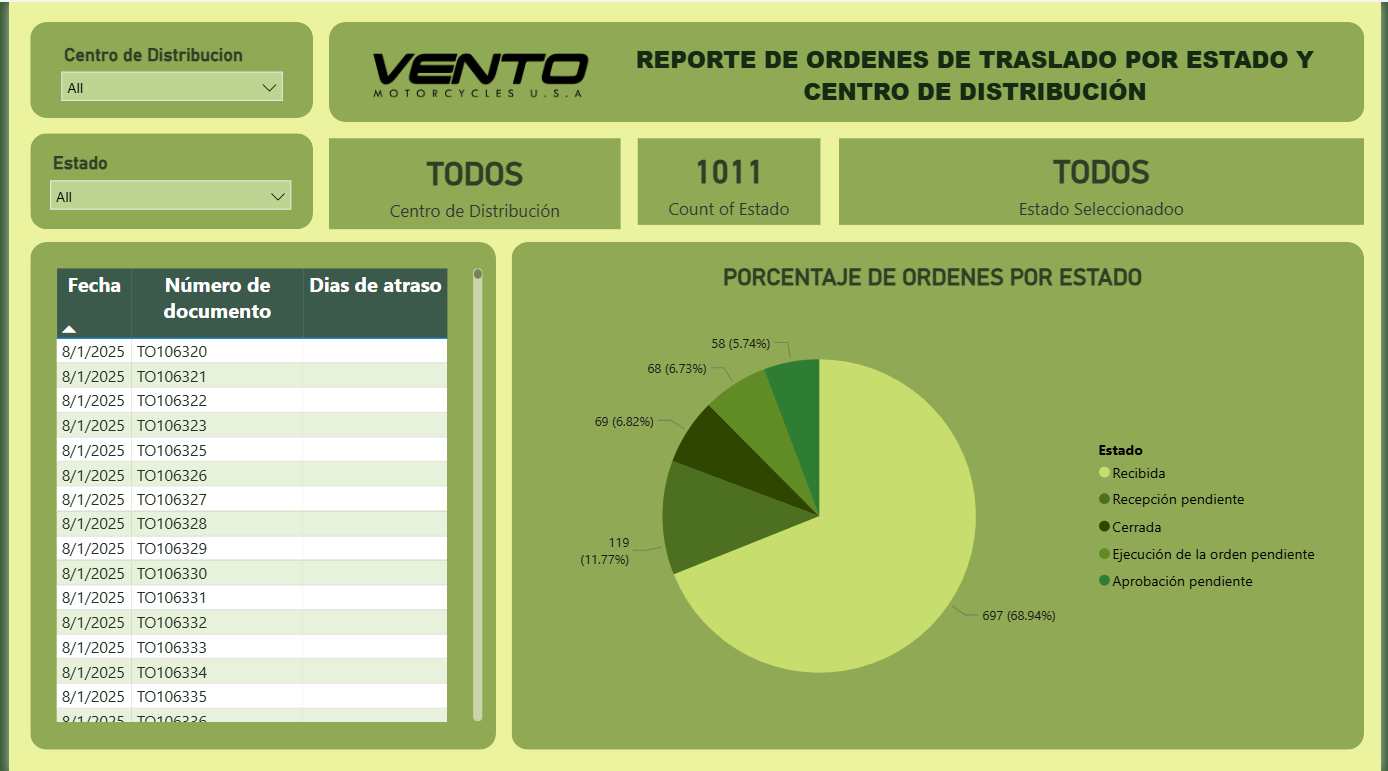 Centro de Distribucion
All
VENTO
MOTORCYCLES U.S.A
REPORTE DE ORDENES DE TRASLADO POR ESTADO Y
CENTRO DE DISTRIBUCIÓN
Estado
All
TODOS
Centro de Distribución
1011
Count of Estado
TODOS
Estado Seleccionadoo
Fecha Número de documento Dias de atraso
8/1/2025 TO106320
8/1/2025 TO106321
8/1/2025 TO106322
8/1/2025 TO106323
8/1/2025 TO106325
8/1/2025 TO106326
8/1/2025 TO106327
8/1/2025 TO106328
8/1/2025 TO106329
8/1/2025 TO106330
8/1/2025 TO106331
8/1/2025 TO106332
8/1/2025 TO106333
8/1/2025 TO106334
8/1/2025 TO106335
8/1/2025 TO106336
PORCENTAJE DE ORDENES POR ESTADO
58 (5.74%)
68 (6.73%)
69 (6.82%)
119
(11.77%)
697 (68.94%)
Estado
Recibida
Recepción pendiente
Cerrada
Ejecución de la orden pendiente
Aprobación pendiente